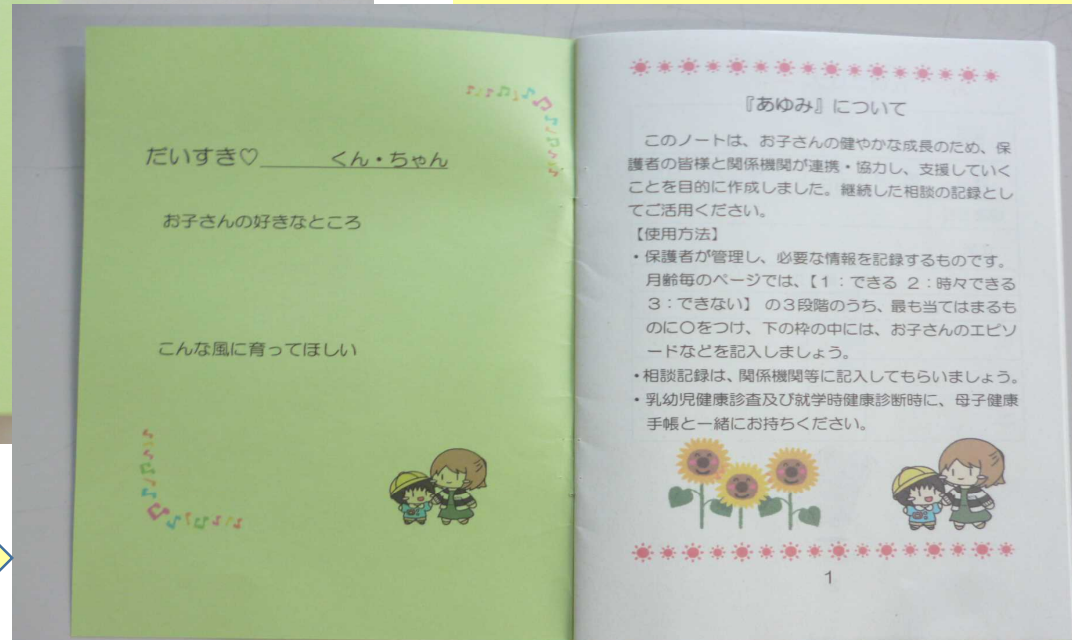 だいすき♡＿＿＿＿くん・ちゃん
お子さんの好きなところ
こんな風に育ってほしい
『あゆみ』について
このノートは、お子さんの健やかな成長のため、保
護者の皆様と関係機関が連携・協力し、支援していく
ことを目的に作成しました。継続した相談の記録とし
てご活用ください。
【使用方法】
・保護者が管理し、必要な情報を記録するものです。
月齢毎のページでは、【１：できる ２：時々できる
３：できない】 の３段階のうち、最も当てはまるも
のに〇をつけ、下の枠の中には、お子さんのエピソ
ードなどを記入しましょう。
・相談記録は、関係機関等に記入してもらいましょう。
・乳幼児健康診査及び就学時健康診断時に、母子健康
手帳と一緒にお持ちください。
1